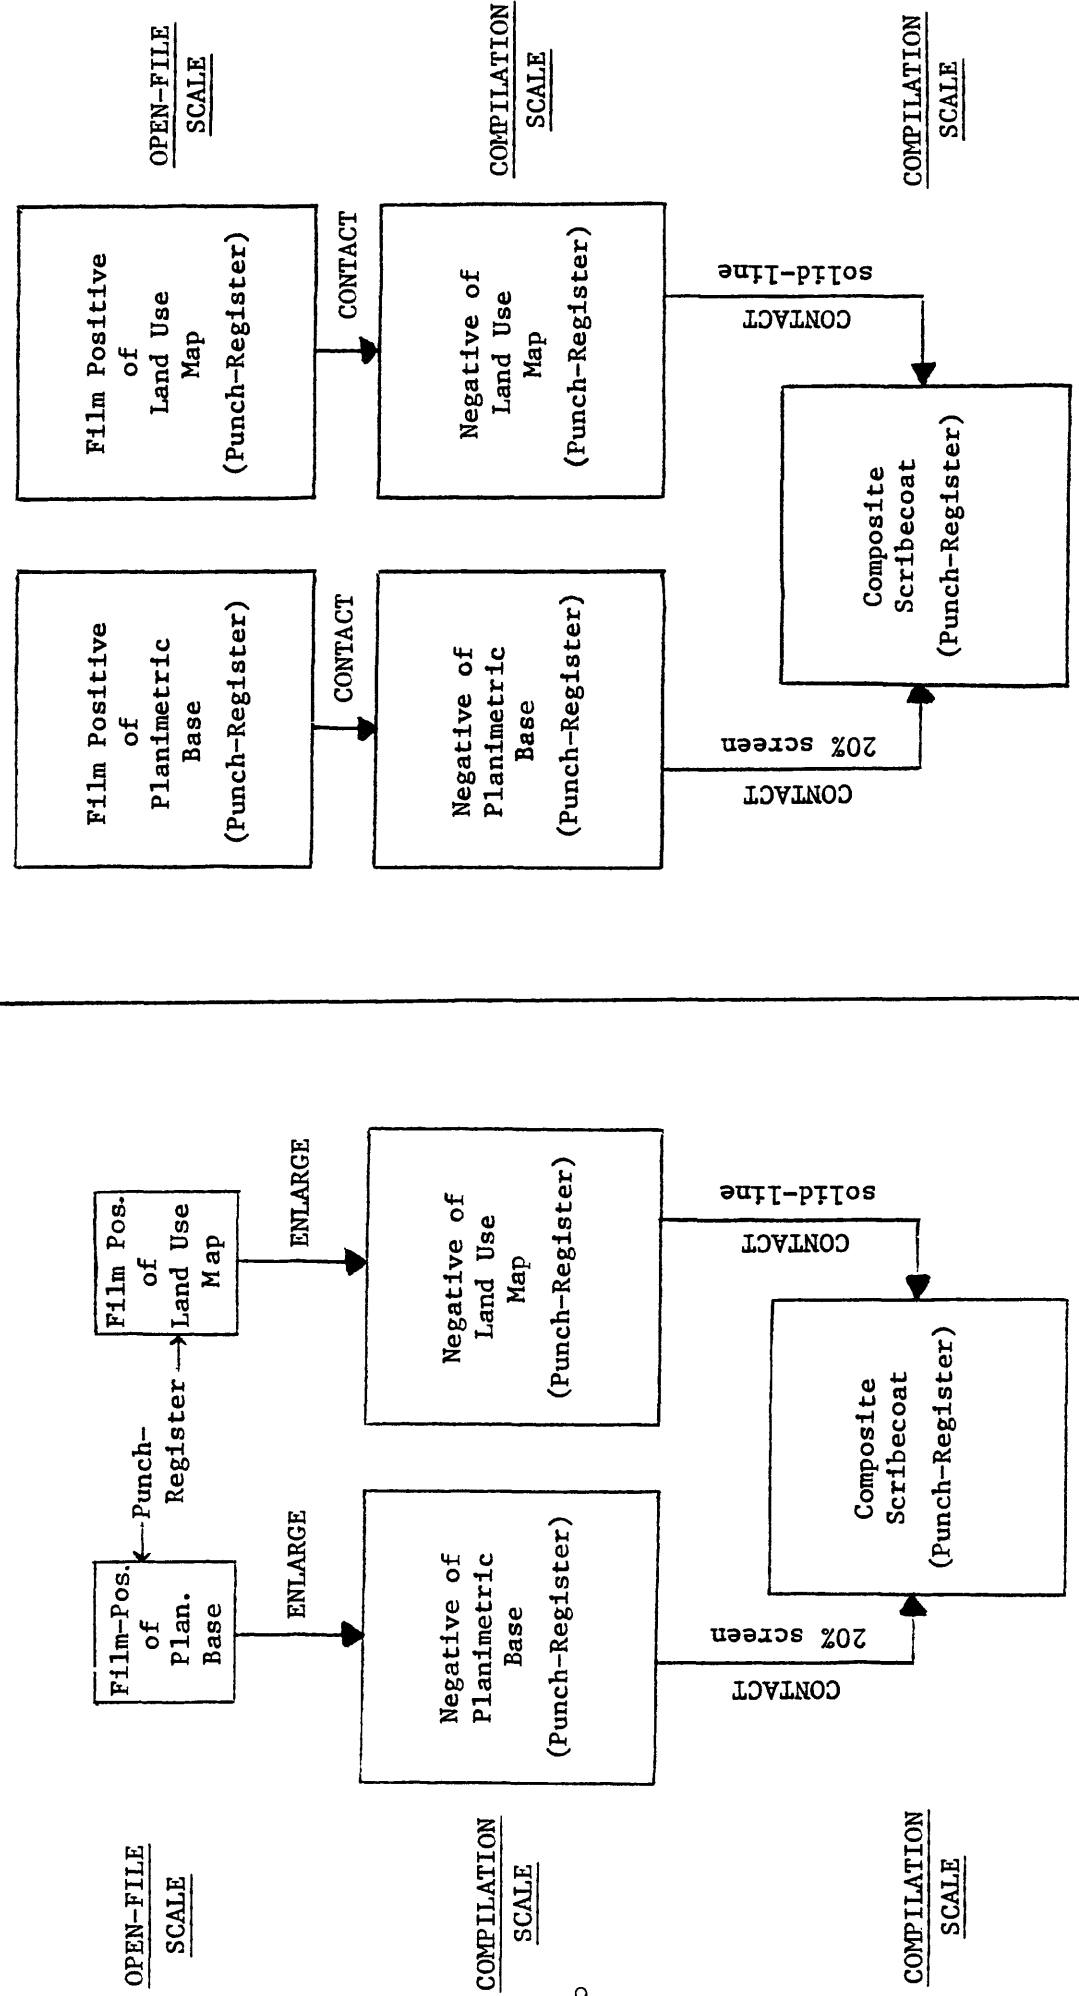 OPEN-FILE
SCALE
Film-Pos.
of
Plan.
Base
Punch-
Register
Film Pos.
of
Land Use
Map
ENLARGE
ENLARGE
COMPILATION
SCALE
Negative of
Planimetric
Base
(Punch-Register)
Negative of
Land Use
Map
(Punch-Register)
CONTACT
20% screen
CONTACT
solid-line
COMPILATION
SCALE
Composite
Scribecoat
(Punch-Register)
Film Positive
of
Planimetric
Base
(Punch-Register)
Film Positive
of
Land Use
Map
(Punch-Register)
OPEN-FILE
SCALE
CONTACT
CONTACT
Negative of
Planimetric
Base
(Punch-Register)
Negative of
Land Use
Map
(Punch-Register)
COMPILATION
SCALE
CONTACT
20% screen
CONTACT
solid-line
Composite
Scribecoat
(Punch-Register)
COMPILATION
SCALE